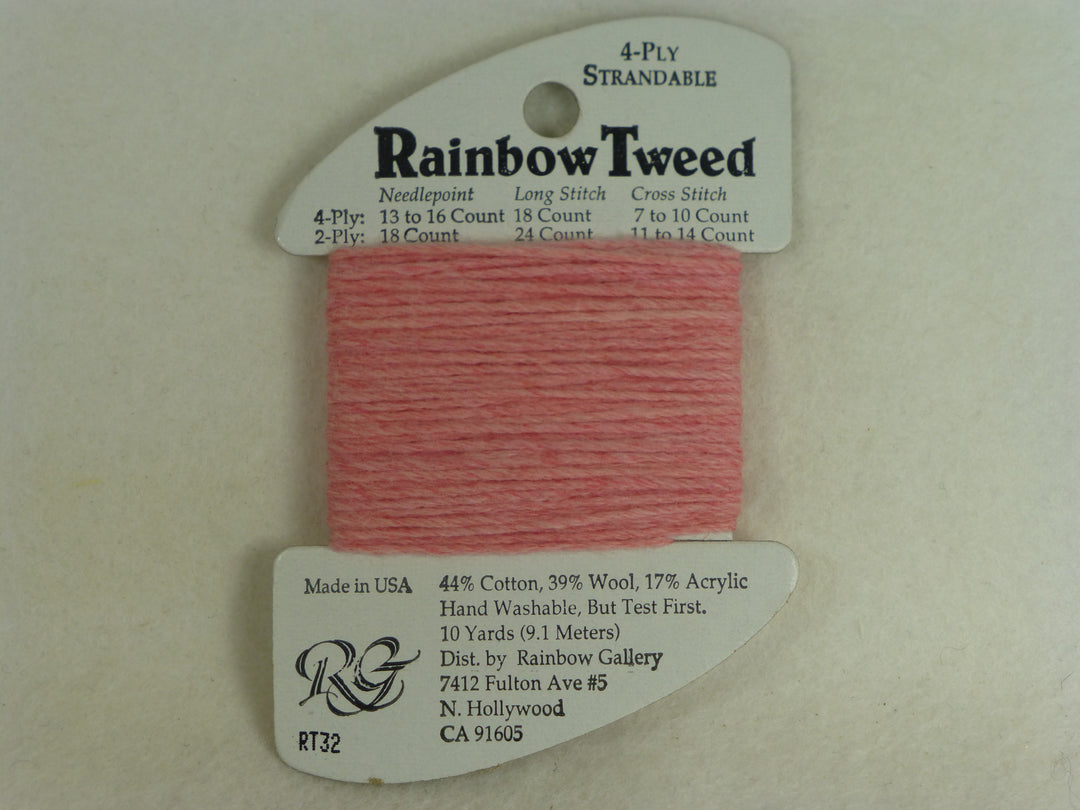 4-Ply
Strandable
Rainbow Tweed
Needlepoint Long Stitch Cross Stitch
4-Ply: 13 to 16 Count 18 Count 7 to 10 Count
2-Ply: 18 Count 24 Count 11 to 14 Count
Made in USA
44% Cotton, 39% Wool, 17% Acrylic
Hand Washable, But Test First.
10 Yards (9.1 Meters)
Dist. by Rainbow Gallery
7412 Fulton Ave #5
N. Hollywood
CA 91605
RG
RT32